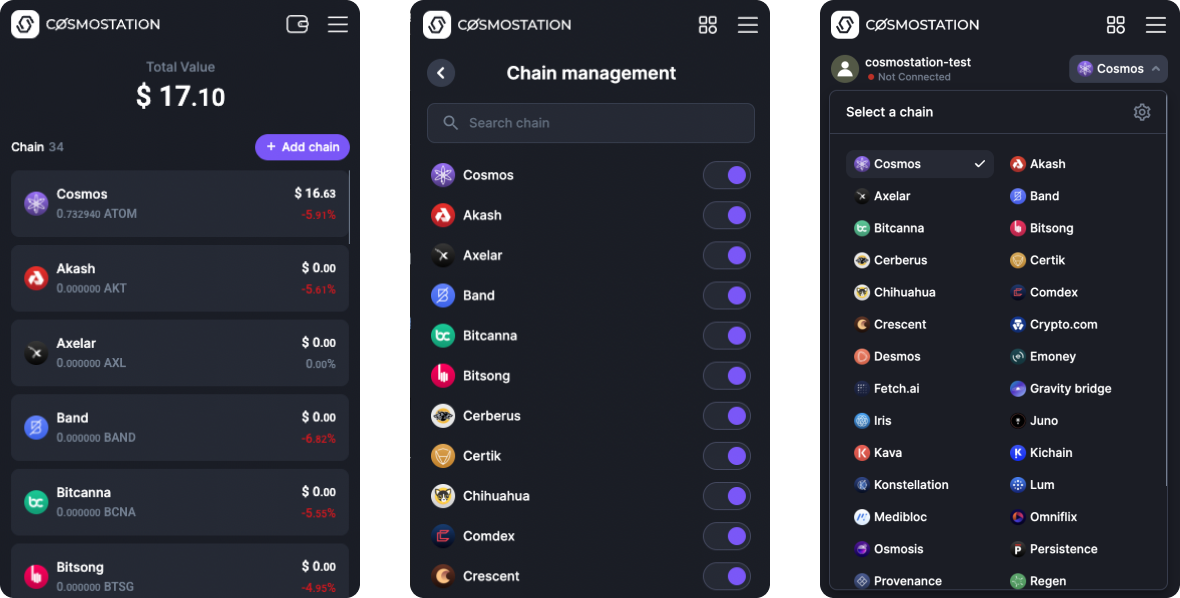 CØSMOSTATION
Total Value
$ 17.10
Chain 34
+ Add chain
Cosmos
$ 16.63
0.732940 ATOM
-5.91%
Akash
$ 0.00
0.000000 AKT
-5.61%
Axelar
$ 0.00
0.000000 AXL
0.00%
Band
$ 0.00
0.000000 BAND
-6.82%
Bitcanna
$ 0.00
0.000000 BCNA
-5.55%
Bitsong
$ 0.00
0.000000 BTSG
-4.95%
CØSMOSTATION
Chain management
Search chain
Cosmos
Akash
Axelar
Band
Bitcanna
Bitsong
Cerberus
Certik
Chihuahua
Comdex
Crescent
CØSMOSTATION
cosmostation-test
Not Connected
Cosmos
Select a chain
Cosmos
Akash
Axelar
Band
Bitcanna
Bitsong
Cerberus
Certik
Chihuahua
Comdex
Crescent
Crypto.com
Desmos
Emoney
Fetch.ai
Gravity bridge
Iris
Juno
Kava
Kichain
Konstellation
Lum
Medibloc
Omniflix
Osmosis
Persistence
Provenance
Regen